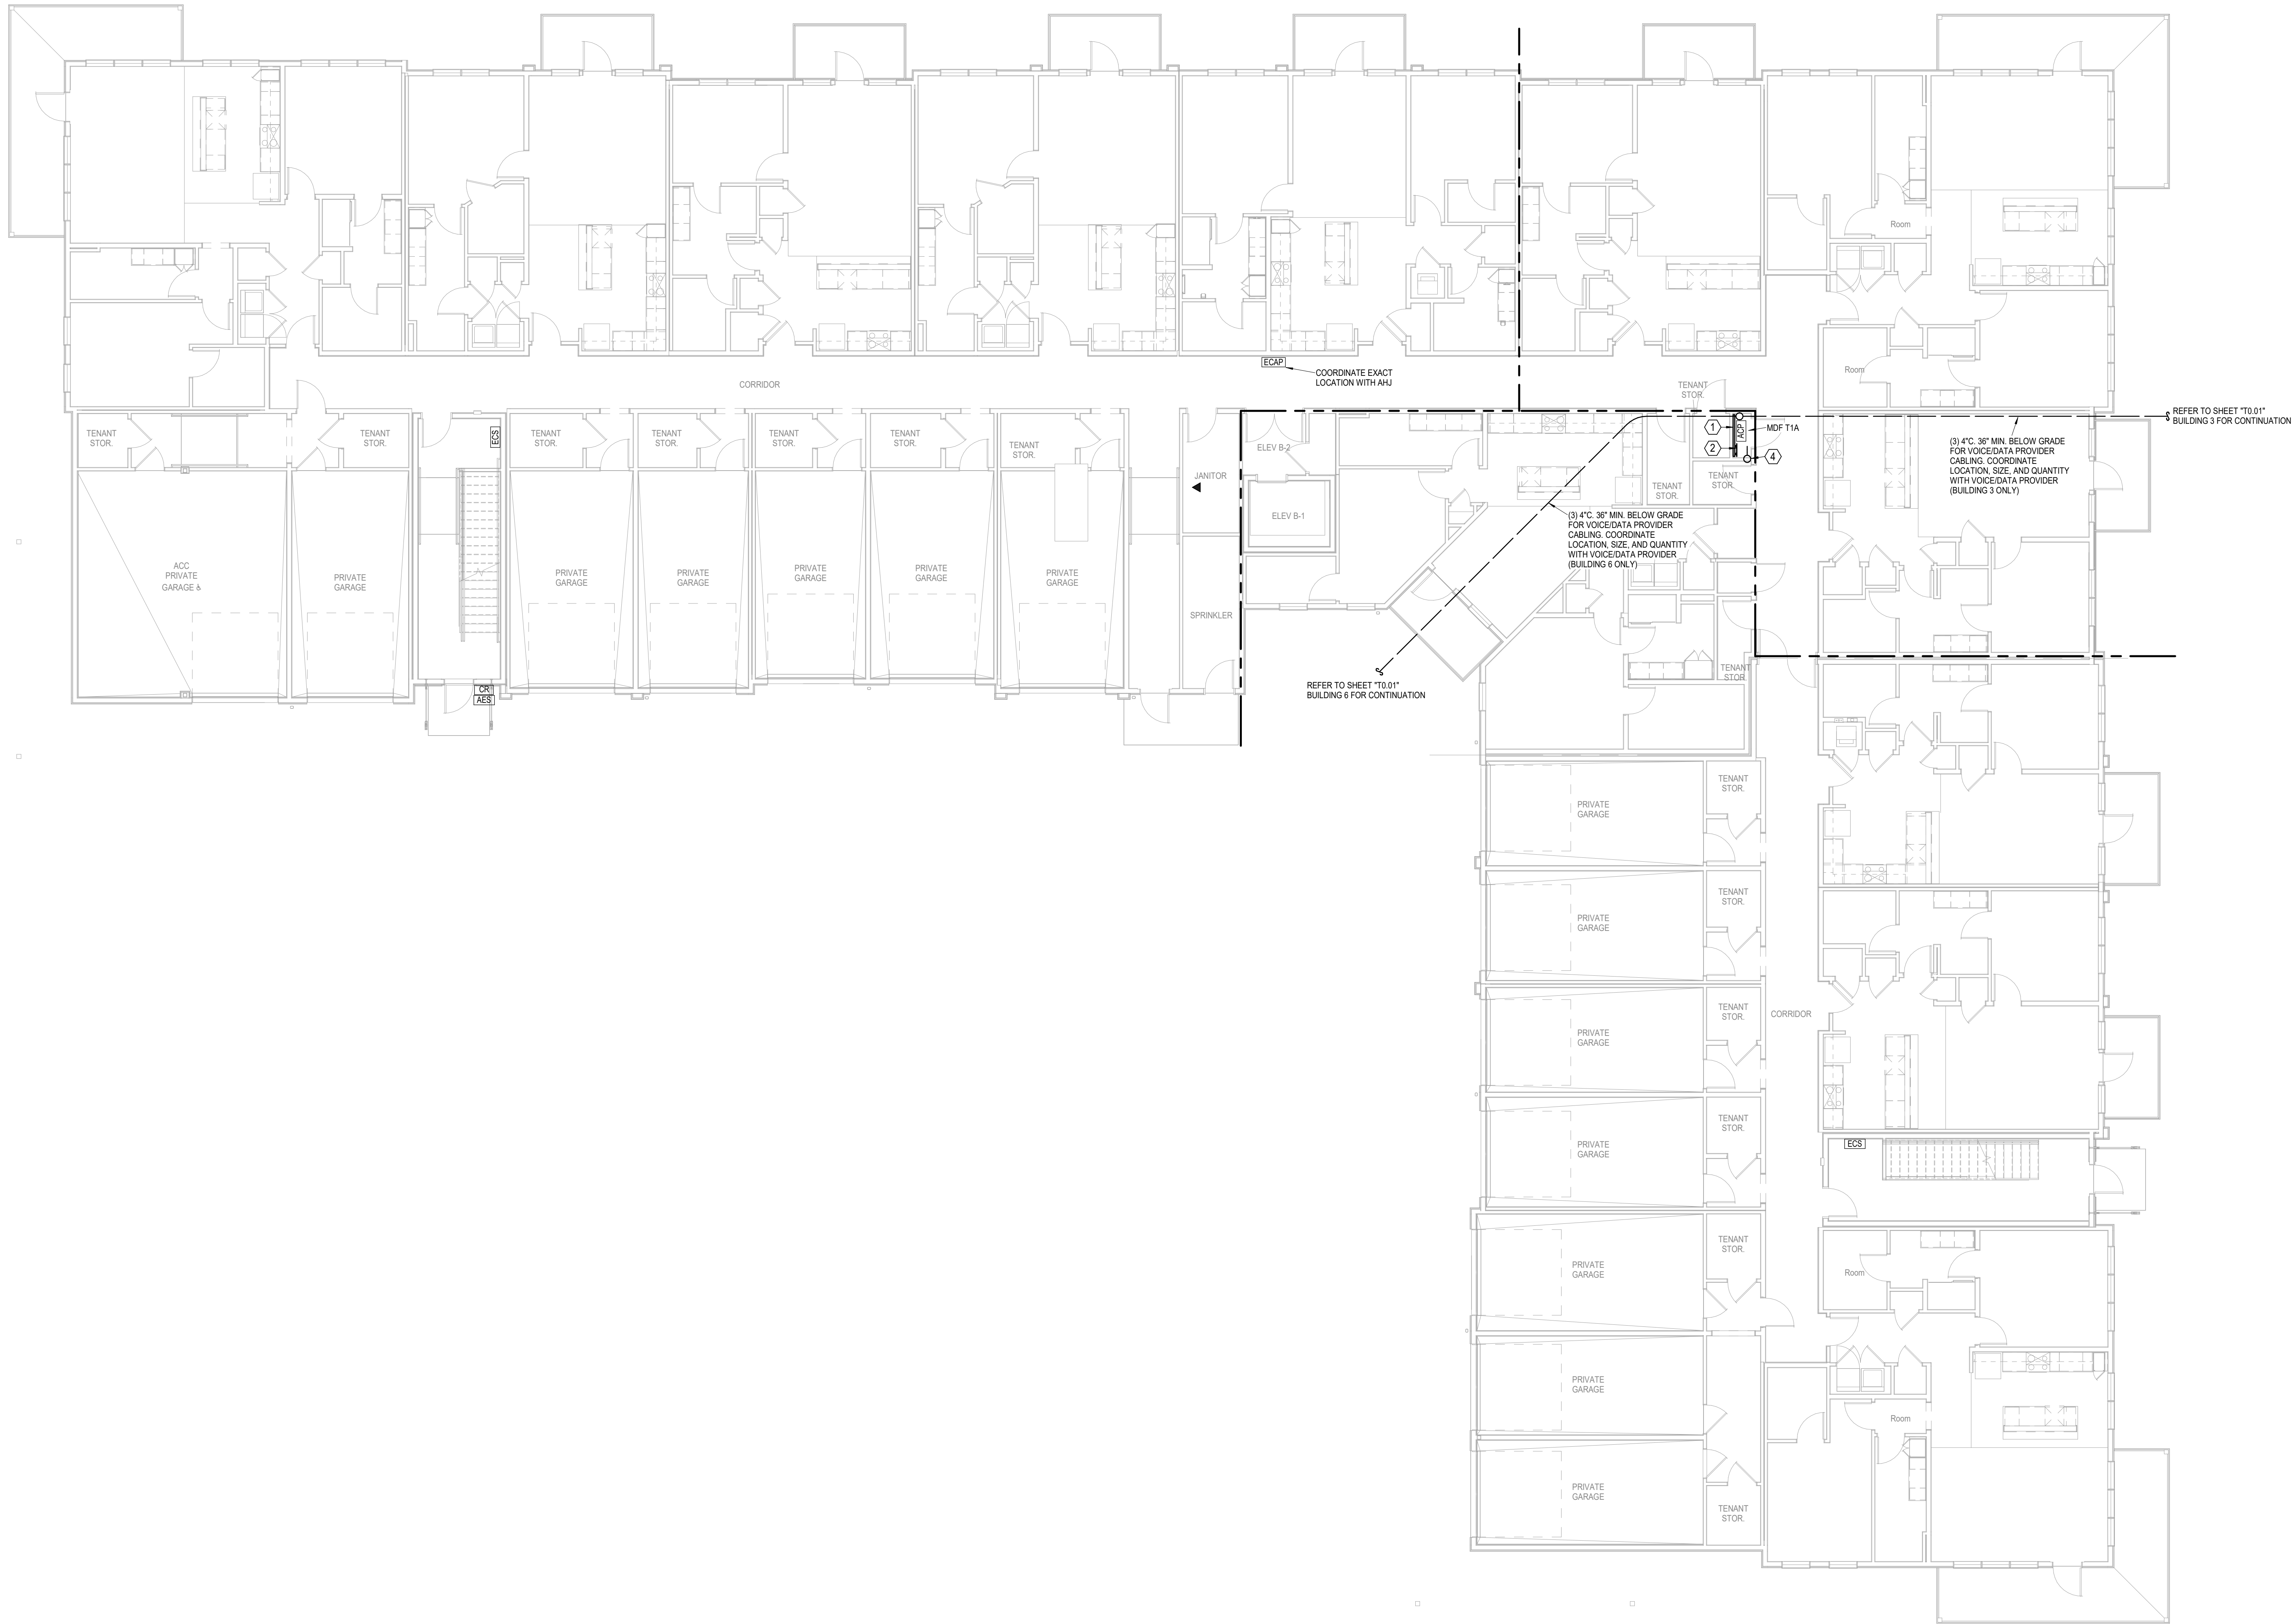 Room
Room
ECAP
COORDINATE EXACT
LOCATION WITH AHJ
CORRIDOR
TENANT
STOR.
REFER TO SHEET "T0.01"
BUILDING 3 FOR CONTINUATION
1
ACP
MDF T1A
2
4
(3) 4"C. 36" MIN. BELOW GRADE
FOR VOICE/DATA PROVIDER
CABLING. COORDINATE
LOCATION, SIZE, AND QUANTITY
WITH VOICE/DATA PROVIDER
(BUILDING 3 ONLY)
TENANT
STOR.
TENANT
STOR.
ECS
TENANT
STOR.
TENANT
STOR.
TENANT
STOR.
TENANT
STOR.
TENANT
STOR.
JANITOR
ELEV B-2
ELEV B-1
TENANT
STOR.
TENANT
STOR.
(3) 4"C. 36" MIN. BELOW GRADE
FOR VOICE/DATA PROVIDER
CABLING. COORDINATE
LOCATION, SIZE, AND QUANTITY
WITH VOICE/DATA PROVIDER
(BUILDING 6 ONLY)
ACC
PRIVATE
GARAGE
PRIVATE
GARAGE
PRIVATE
GARAGE
PRIVATE
GARAGE
PRIVATE
GARAGE
PRIVATE
GARAGE
PRIVATE
GARAGE
SPRINKLER
CR
AES
REFER TO SHEET "T0.01"
BUILDING 6 FOR CONTINUATION
TENANT
STOR.
PRIVATE
GARAGE
TENANT
STOR.
PRIVATE
GARAGE
TENANT
STOR.
PRIVATE
GARAGE
TENANT
STOR.
CORRIDOR
PRIVATE
GARAGE
TENANT
STOR.
ECS
PRIVATE
GARAGE
TENANT
STOR.
Room
PRIVATE
GARAGE
Room
PRIVATE
GARAGE
TENANT
STOR.